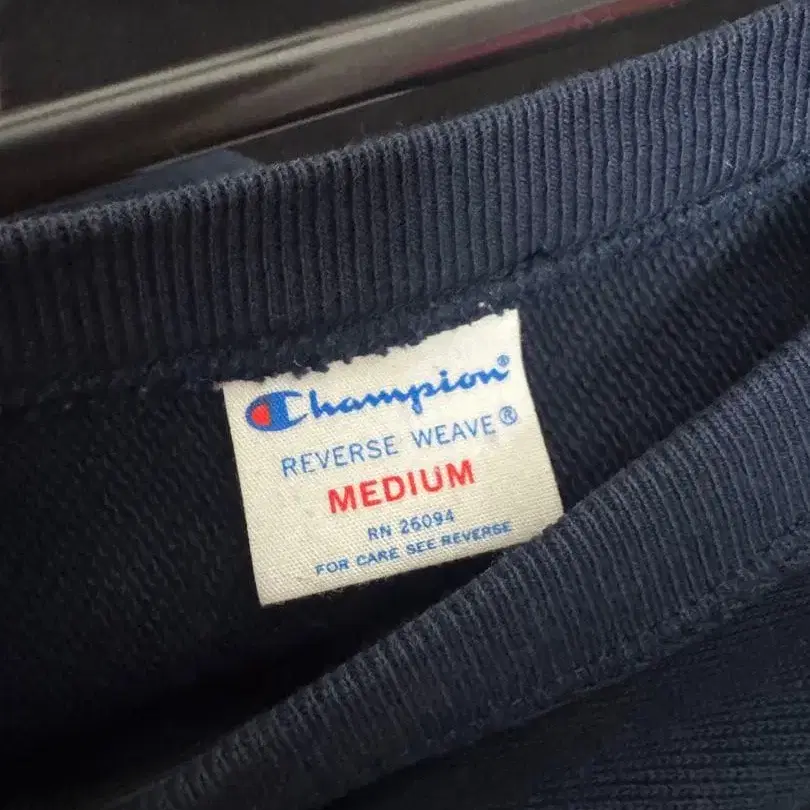 Champion®
REVERSE WEAVE®
MEDIUM
RN 26094
FOR CARE SEE REVERSE